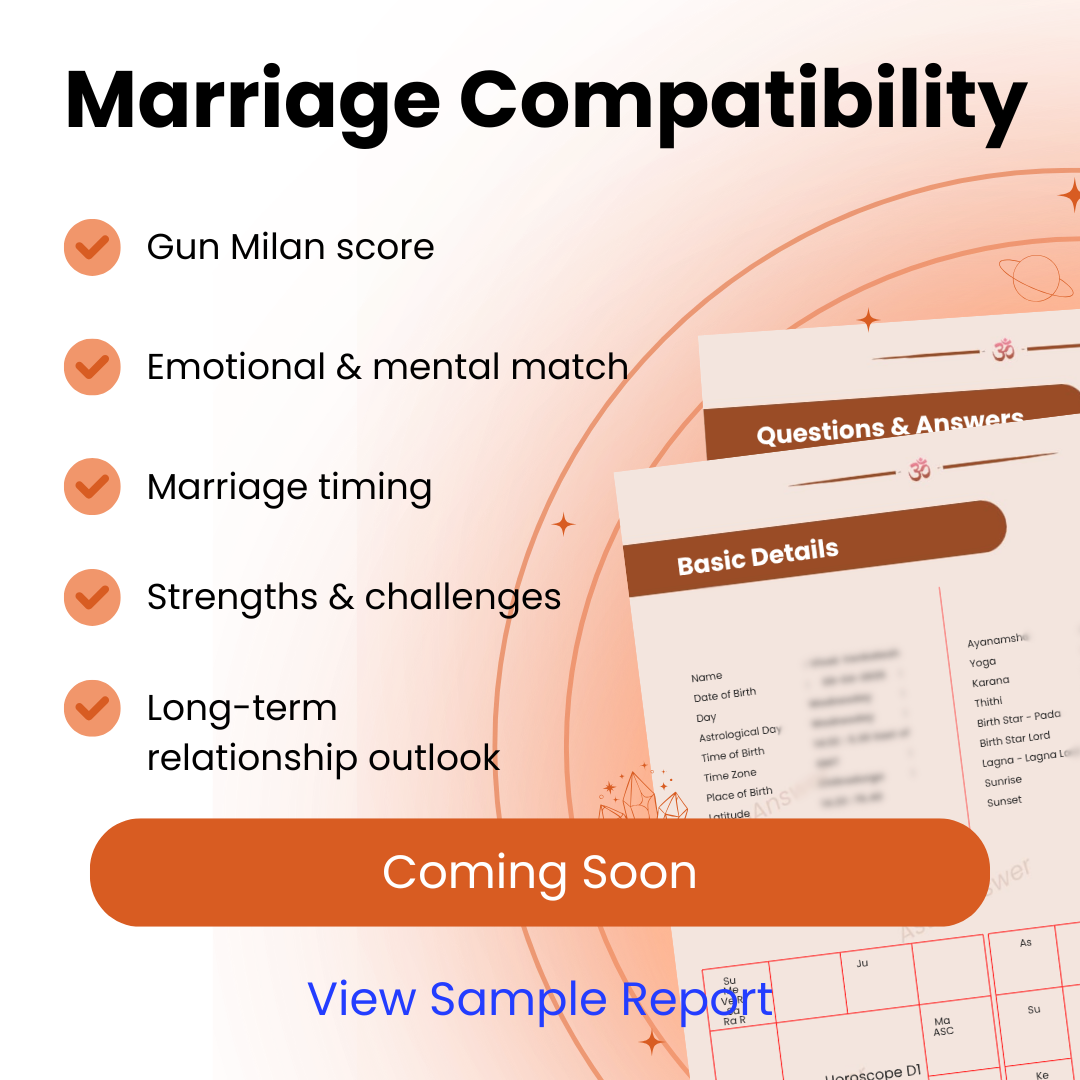 Marriage Compatibility
Gun Milan score
Emotional & mental match
Marriage timing
Strengths & challenges
Long-term
relationship outlook
ॐ
Questions & Answers
ॐ
Basic Details
Name
Date of Birth
Day
Astrological Day
Time of Birth
Time Zone
Place of Birth
Latitude
Ayanamsha
Yoga
Karana
Thithi
Birth Star - Pada
Birth Star Lord
Lagna - Lagna
Sunrise
Sunset
Coming Soon
View Sample Report
Su
Me
Ve R
Ra R
Ju
Ma
ASC
Horoscope D1
As
Su
Ke